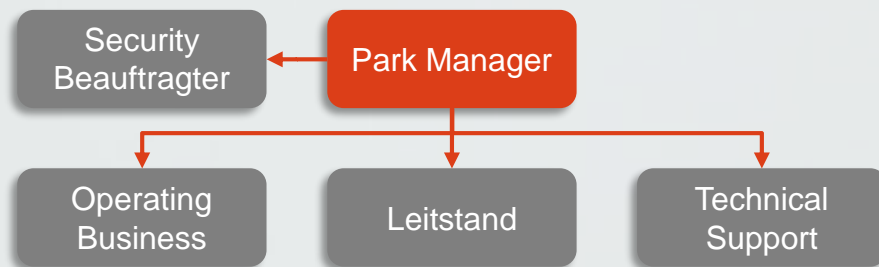 Security
Beauftragter
Park Manager
Operating
Business
Leitstand
Technical
Support